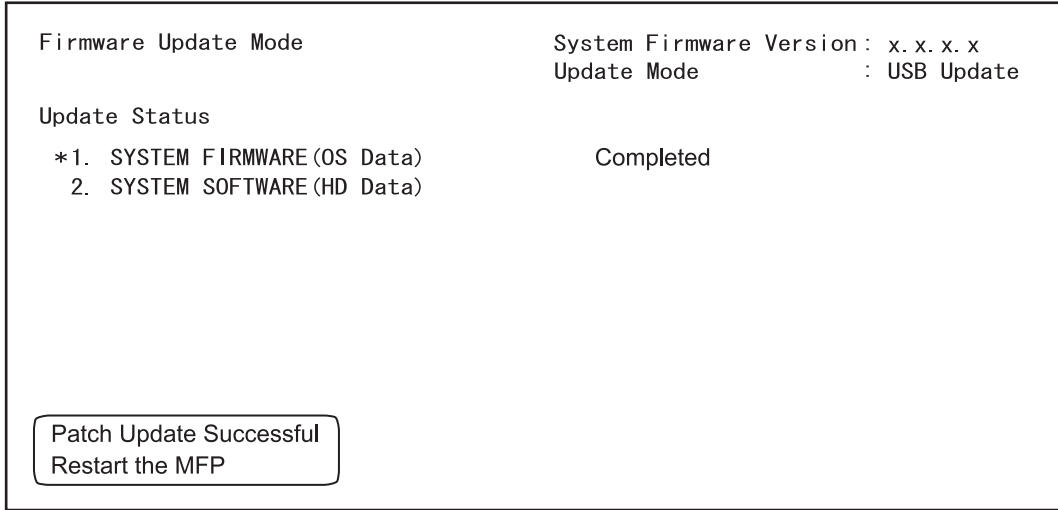 Firmware Update Mode System Firmware Version: x.x.x.x
Update Mode : USB Update
Update Status
*1. SYSTEM FIRMWARE(OS Data) Completed
2. SYSTEM SOFTWARE(HD Data)
Patch Update Successful
Restart the MFP